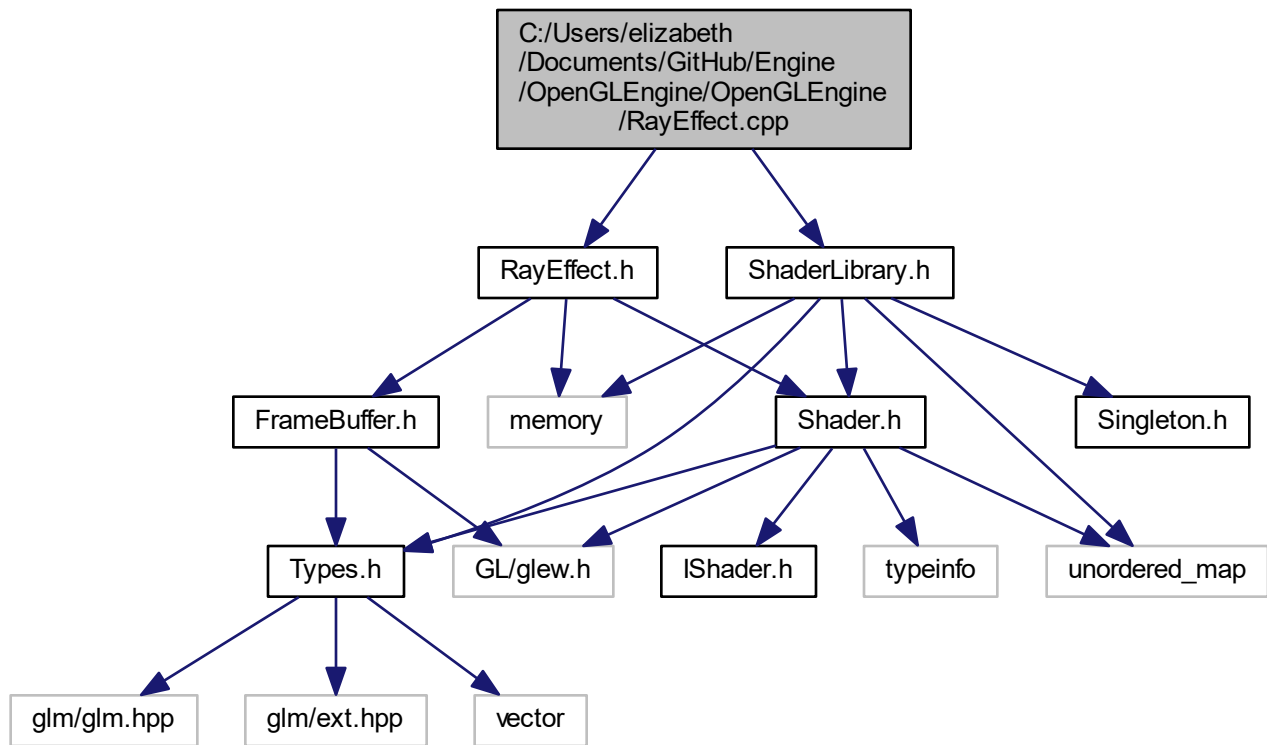 C:/Users/elizabeth
/Documents/GitHub/Engine
/OpenGLEngine/OpenGLEngine
/RayEffect.cpp
RayEffect.h
ShaderLibrary.h
FrameBuffer.h
memory
Shader.h
Singleton.h
Types.h
GL/glew.h
IShader.h
typeinfo
unordered_map
glm/glm.hpp
glm/ext.hpp
vector